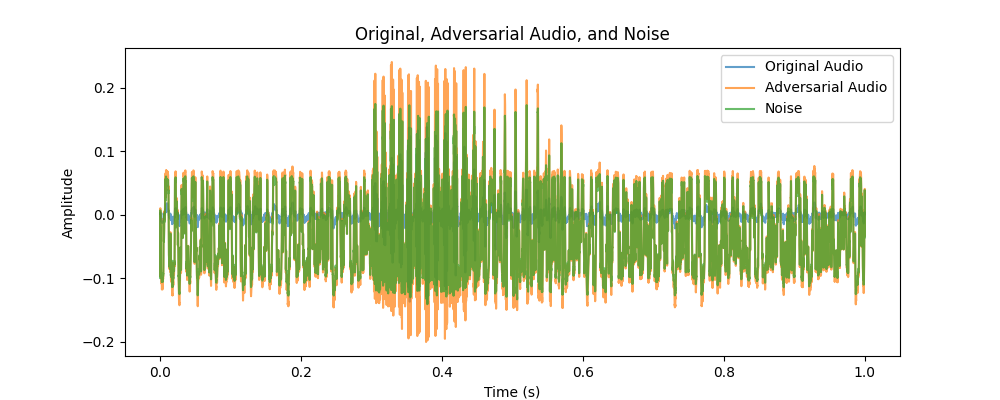 Original, Adversarial Audio, and Noise
Original Audio
Adversarial Audio
Noise
Amplitude
0.2
0.1
0.0
−0.1
−0.2
0.0 0.2 0.4 0.6 0.8 1.0
Time (s)